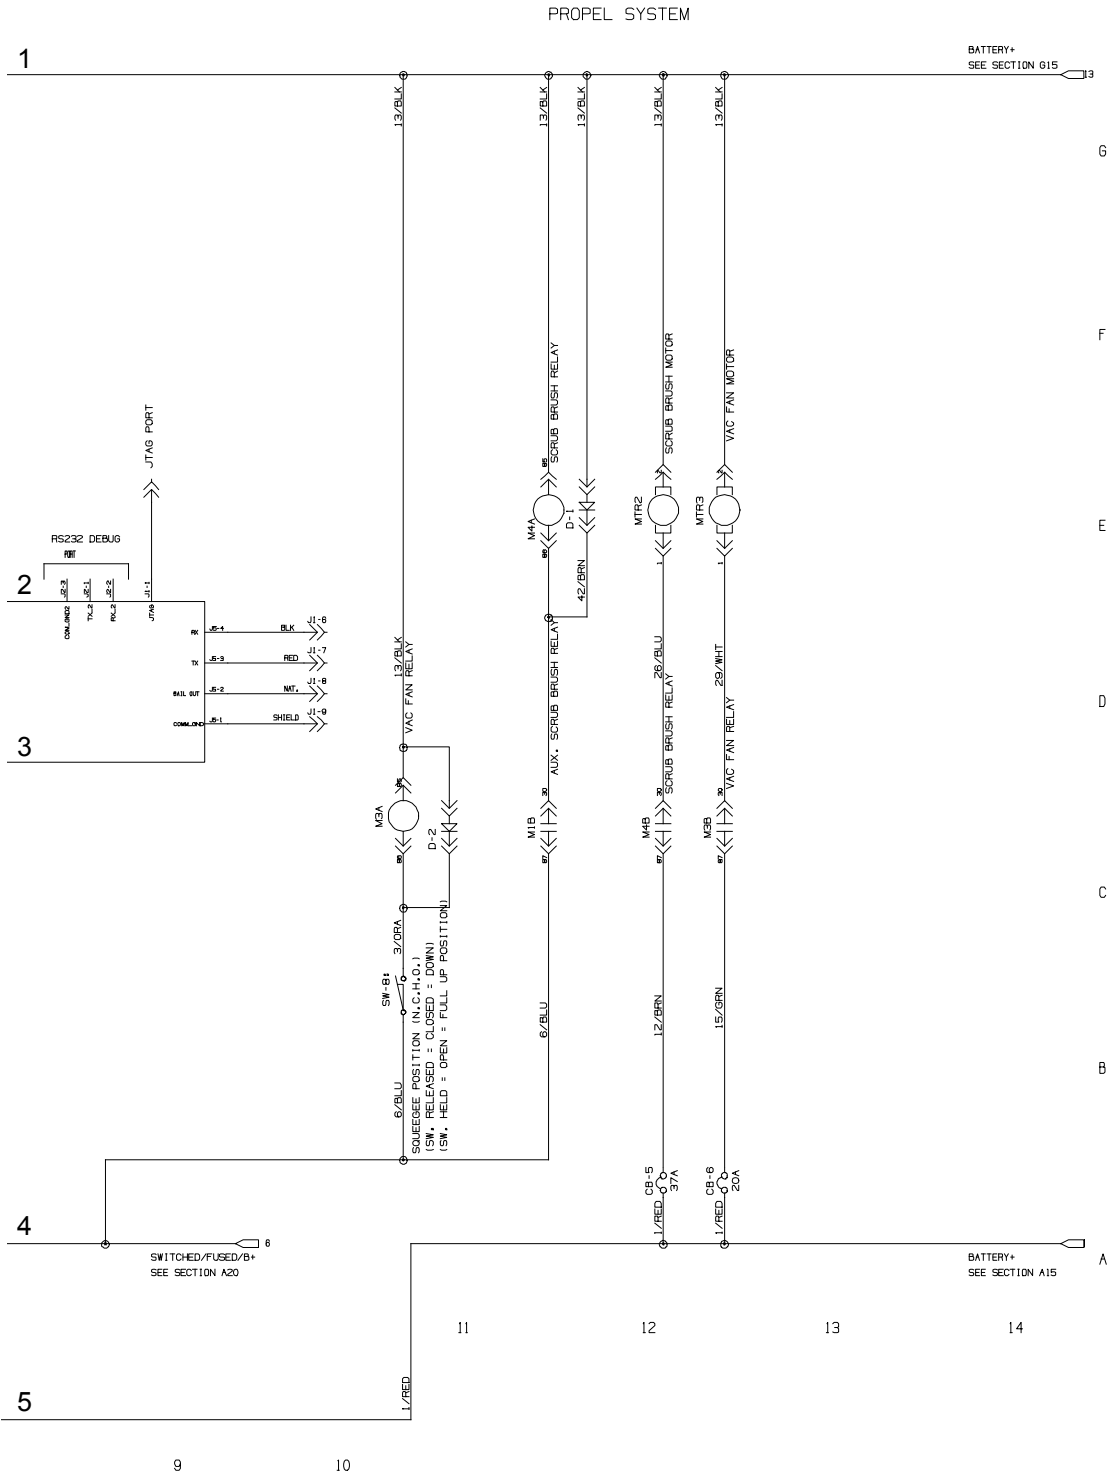 PROPEL SYSTEM
1
BATTERY+
SEE SECTION G15
13
13/BLK
13/BLK
13/BLK
13/BLK
13/BLK
G
F
SCRUB BRUSH RELAY
SCRUB BRUSH MOTOR
VAC FAN MOTOR
JTAG PORT
85
2
2
M4A
D-1
MTR2
MTR3
E
86
1
1
RS232 DEBUG
PORT
42/BRN
2
J2-3
J2-1
J2-2
J1-1
COM_GND2
TX_2
RX_2
JTAG
RX
J5-4
BLK
J1-6
TX
J5-3
RED
J1-7
BAIL OUT
J5-2
NAT.
J1-8
COMM_GND
J5-1
SHIELD
J1-9
3
13/BLK
VAC FAN RELAY
AUX. SCRUB BRUSH RELAY
26/BLU
SCRUB BRUSH RELAY
29/WHT
VAC FAN RELAY
D
85
30
30
30
M3A
D-2
M1B
M4B
M3B
86
87
87
87
C
3/ORA
SW-8:
SQUEEGEE POSITION (N.C.H.O.)
(SW. RELEASED = CLOSED = DOWN)
(SW. HELD = OPEN = FULL UP POSITION)
6/BLU
6/BLU
12/BRN
15/GRN
B
CB-5
37A
CB-6
20A
1/RED
1/RED
4
6
SWITCHED/FUSED/B+
SEE SECTION A20
BATTERY+
SEE SECTION A15
A
11
12
13
14
5
1/RED
9
10